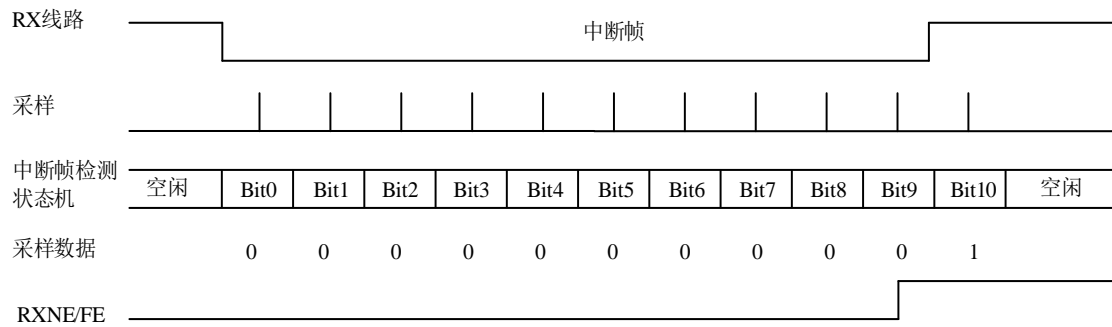 RX线路
中断帧
采样
中断帧检测
状态机
空闲 Bit0 Bit1 Bit2 Bit3 Bit4 Bit5 Bit6 Bit7 Bit8 Bit9 Bit10 空闲
采样数据 0 0 0 0 0 0 0 0 0 0 1
RXNE/FE